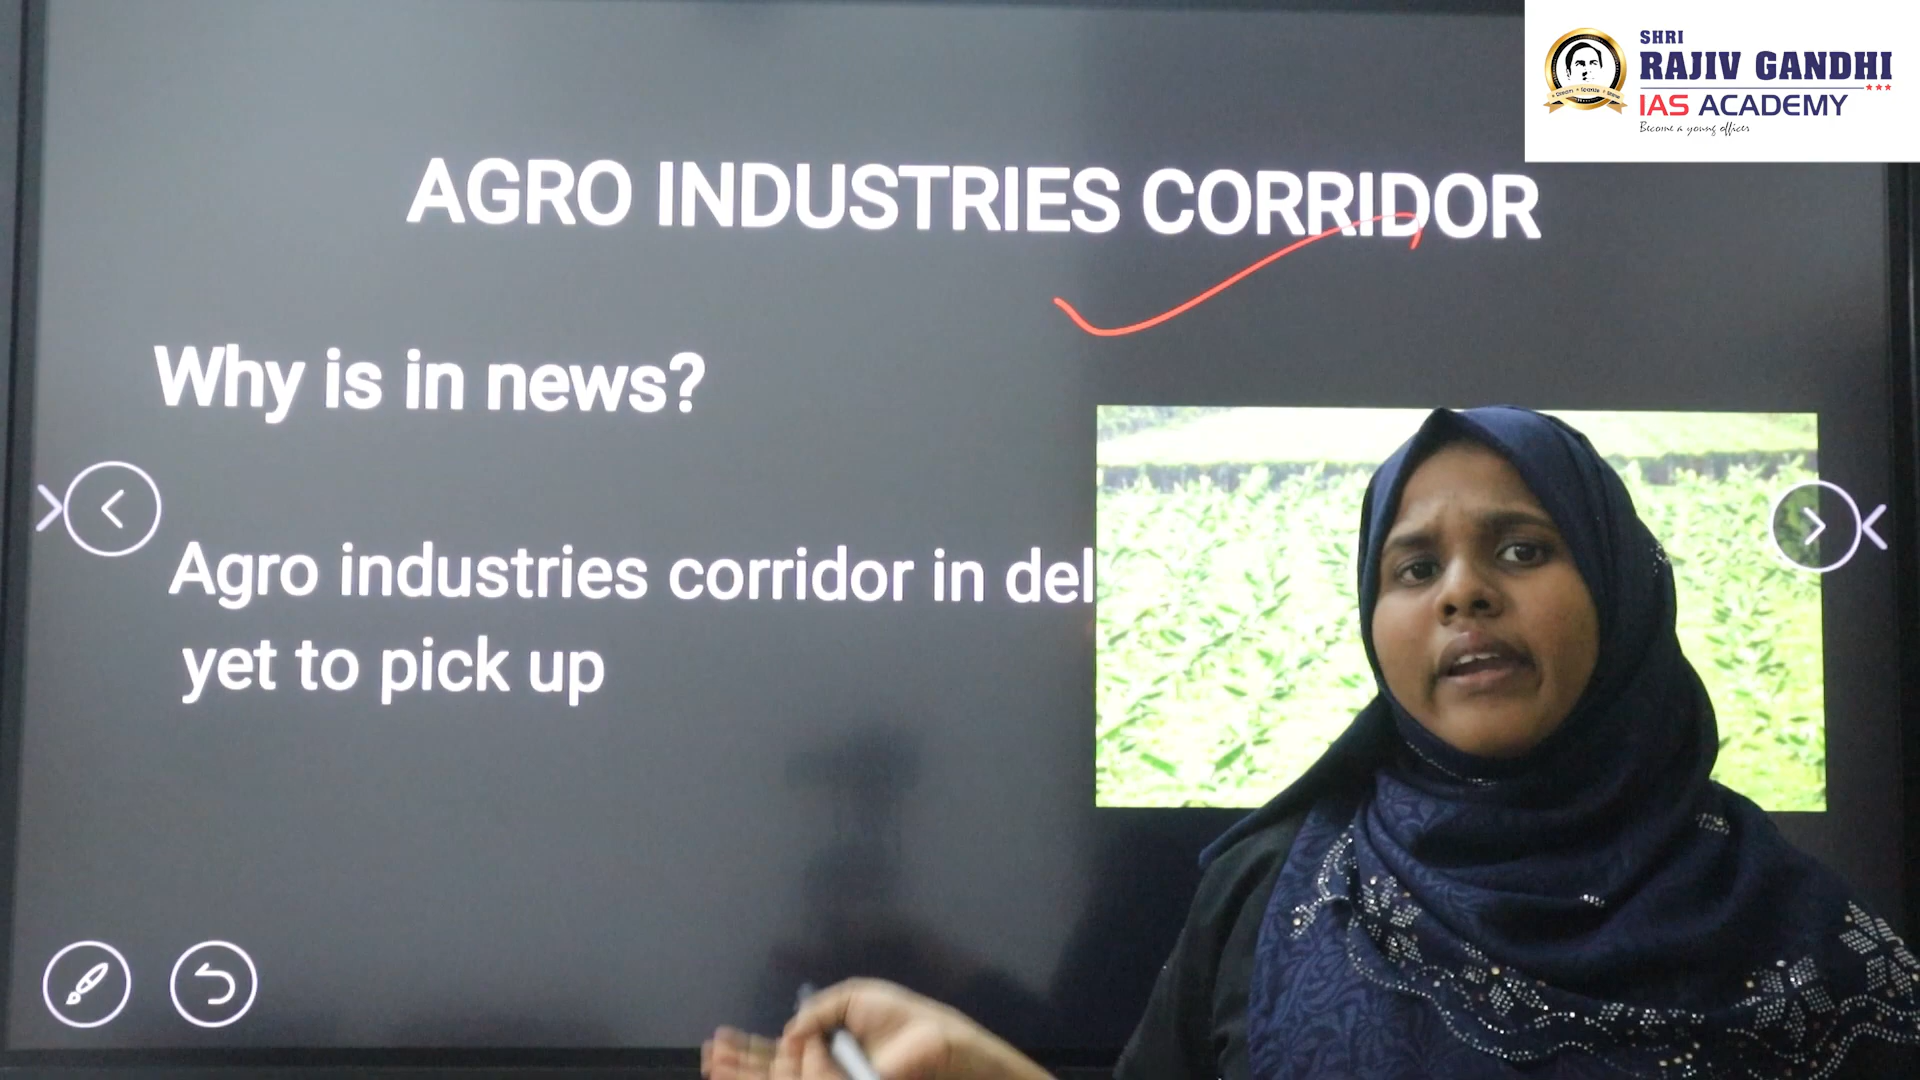 SHRI
RAJIV GANDHI
IAS ACADEMY
Become a young officer
AGRO INDUSTRIES CORRIDOR
Why is in news?
Agro industries corridor in del
yet to pick up